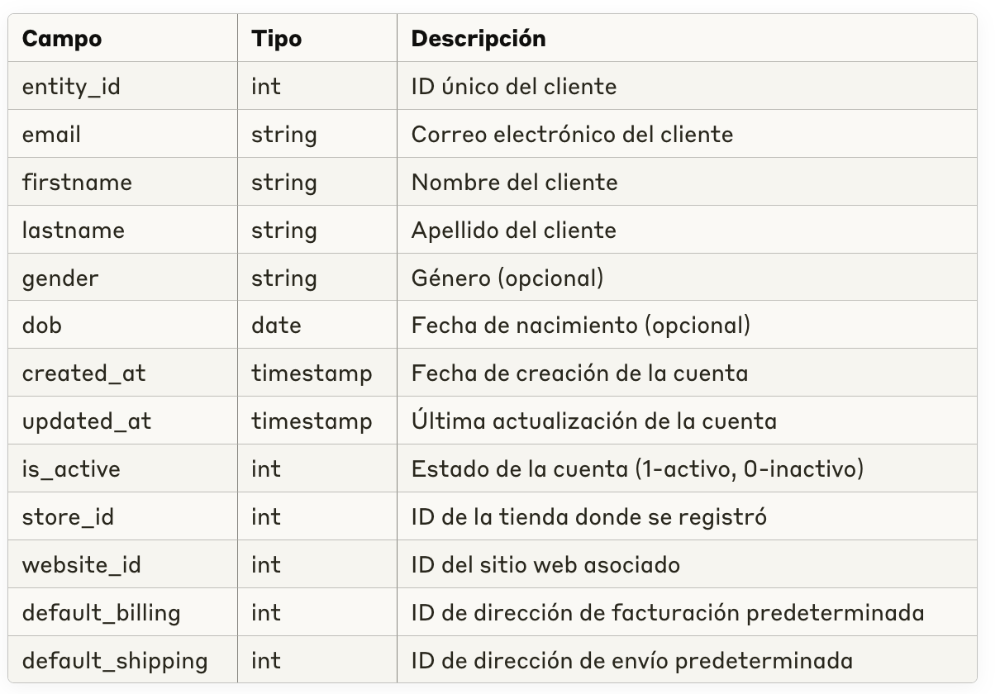 Campo Tipo Descripción
entity_id int ID único del cliente
email string Correo electrónico del cliente
firstname string Nombre del cliente
lastname string Apellido del cliente
gender string Género (opcional)
dob date Fecha de nacimiento (opcional)
created_at timestamp Fecha de creación de la cuenta
updated_at timestamp Última actualización de la cuenta
is_active int Estado de la cuenta (1-activo, 0-inactivo)
store_id int ID de la tienda donde se registró
website_id int ID del sitio web asociado
default_billing int ID de dirección de facturación predeterminada
default_shipping int ID de dirección de envío predeterminada